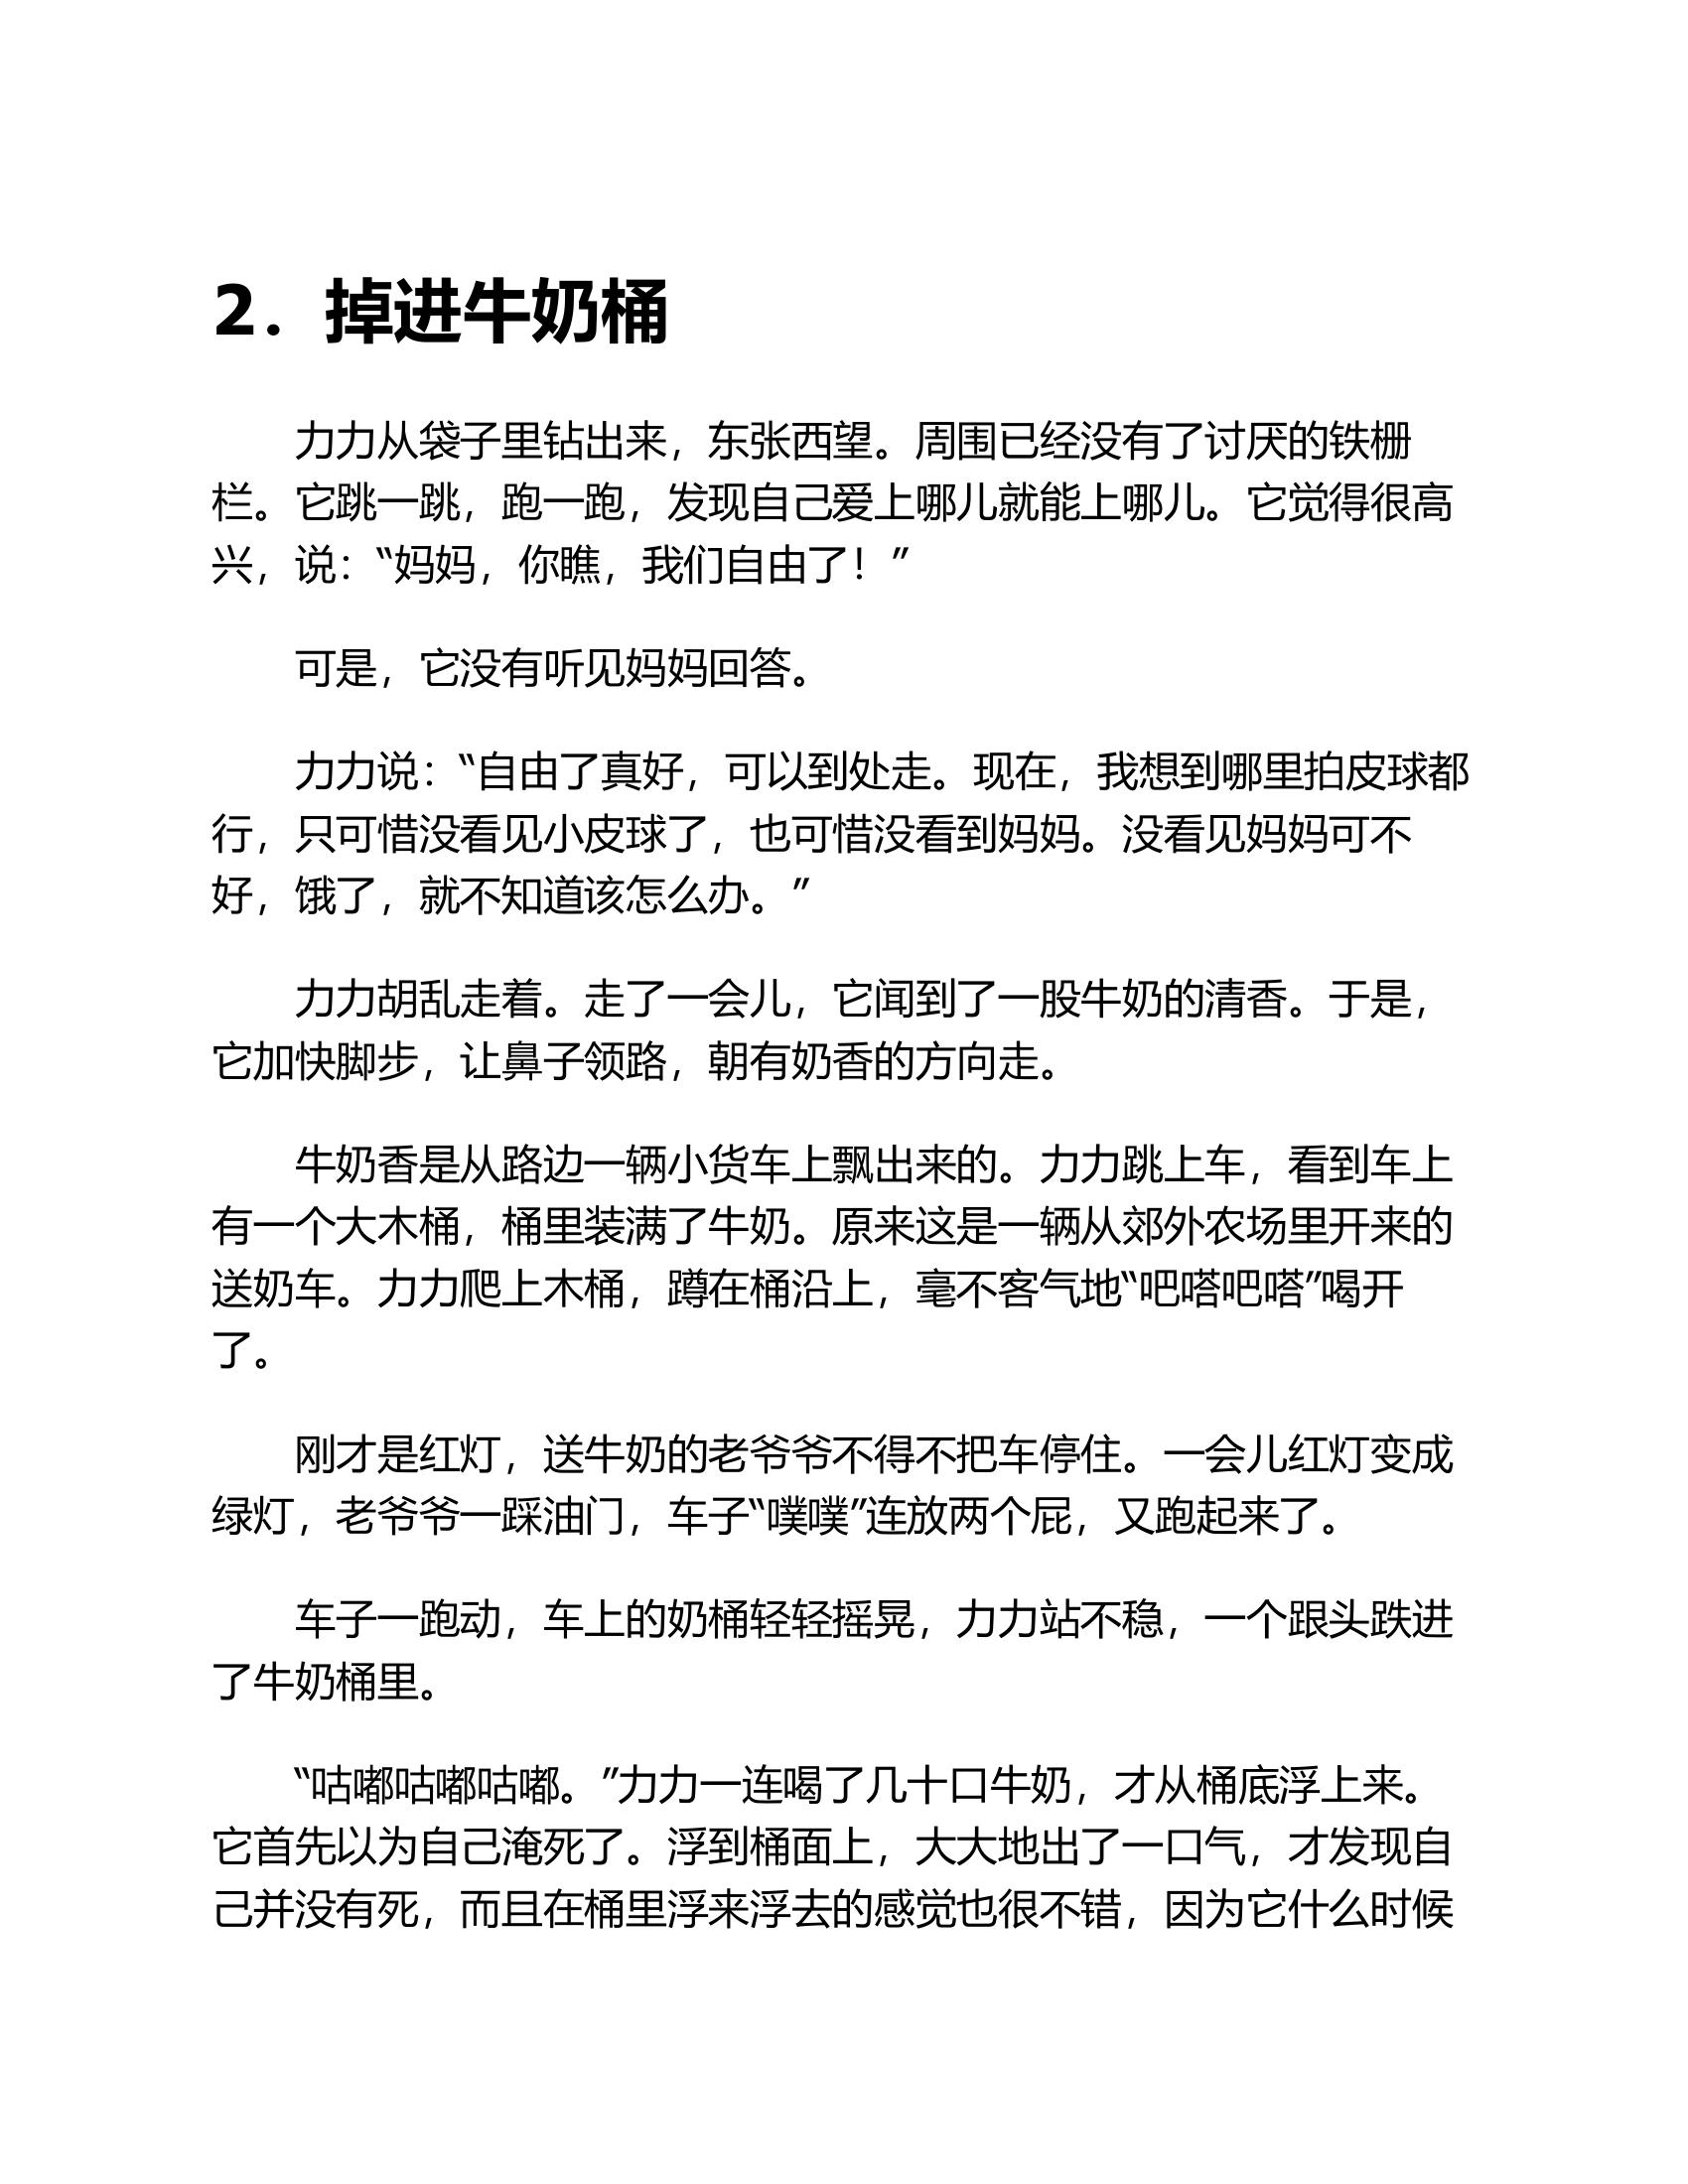 2．掉进牛奶桶
力力从袋子里钻出来，东张西望。周围已经没有了讨厌的铁栅
栏。它跳一跳，跑一跑，发现自己爱上哪儿就能上哪儿。它觉得很高
兴，说：“妈妈，你瞧，我们自由了！”
可是，它没有听见妈妈回答。
力力说：“自由了真好，可以到处走。现在，我想到哪里拍皮球都
行，只可惜没看见小皮球了，也可惜没看到妈妈。没看见妈妈可不
好，饿了，就不知道该怎么办。”
力力胡乱走着。走了一会儿，它闻到了一股牛奶的清香。于是，
它加快脚步，让鼻子领路，朝有奶香的方向走。
牛奶香是从路边一辆小货车上飘出来的。力力跳上车，看到车上
有一个大木桶，桶里装满了牛奶。原来这是一辆从郊外农场里开来的
送奶车。力力爬上木桶，蹲在桶沿上，毫不客气地“吧嗒吧嗒”喝开
了。
刚才是红灯，送牛奶的老爷爷不得不把车停住。一会儿红灯变成
绿灯，老爷爷一踩油门，车子“噗噗”连放两个屁，又跑起来了。
车子一跑动，车上的奶桶轻轻摇晃，力力站不稳，一个跟头跌进
了牛奶桶里。
“咕嘟咕嘟咕嘟。”力力一连喝了几十口牛奶，才从桶底浮上来。
它首先以为自己淹死了。浮到桶面上，大大地出了一口气，才发现自
己并没有死，而且在桶里浮来浮去的感觉也很不错，因为它什么时候